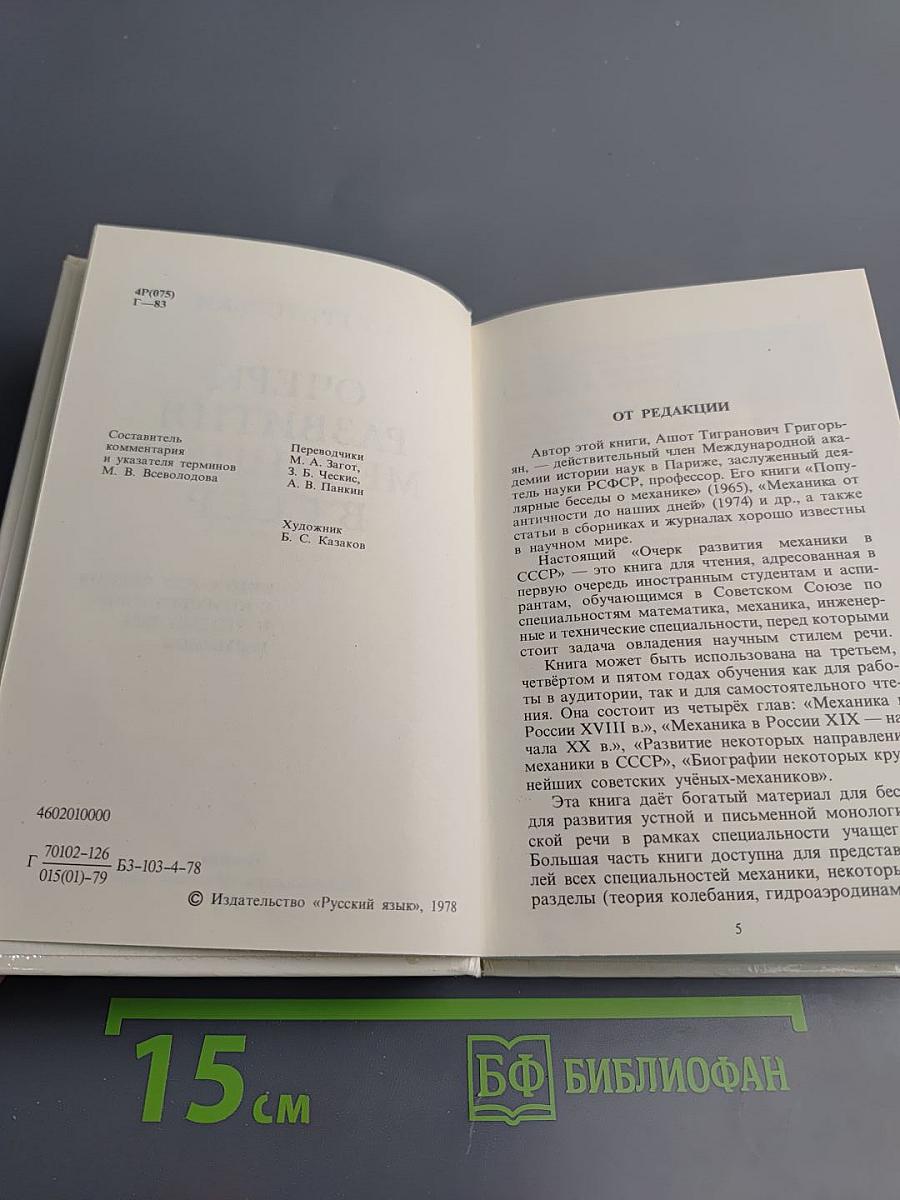 4Р(075)
Г—83
Составитель
комментария
и указателя терминов
М. В. Всеволодова
Переводчики
М. А. Загот,
З. Б. Ческис,
А. В. Панкин
Художник
Б. С. Казаков
4602010000
Г 70102–126 БЗ–103–4–78
015(01)–79
© Издательство «Русский язык», 1978
ОТ РЕДАКЦИИ
Автор этой книги, Ашот Тигранович Григорь-
ян, — действительный член Международной ака-
демии истории наук в Париже, заслуженный дея-
тель науки РСФСР, профессор. Его книги «Попу-
лярные беседы о механике» (1965), «Механика от
античности до наших дней» (1974) и др., а также
статьи в сборниках и журналах хорошо известны
в научном мире.
Настоящий «Очерк развития механики в
СССР» — это книга для чтения, адресованная в
первую очередь иностранным студентам и аспи-
рантам, обучающимся в Советском Союзе по
специальностям математика, механика, инженер-
ные и технические специальности, перед которыми
стоит задача овладения научным стилем речи.
Книга может быть использована на третьем,
четвёртом и пятом годах обучения как для рабо-
ты в аудитории, так и для самостоятельного чте-
ния. Она состоит из четырёх глав: «Механика в
России XVIII в.», «Механика в России XIX — на-
чала XX в.», «Развитие некоторых направлени
механики в СССР», «Биографии некоторых кру
нейших советских учёных-механиков».
Эта книга даёт богатый материал для бес
для развития устной и письменной монологи
ской речи в рамках специальности учащег
Большая часть книги доступна для представ
лей всех специальностей механики, некоторы
разделы (теория колебания, гидроаэродинам
5
15 см
БФ БИБЛИОФАН